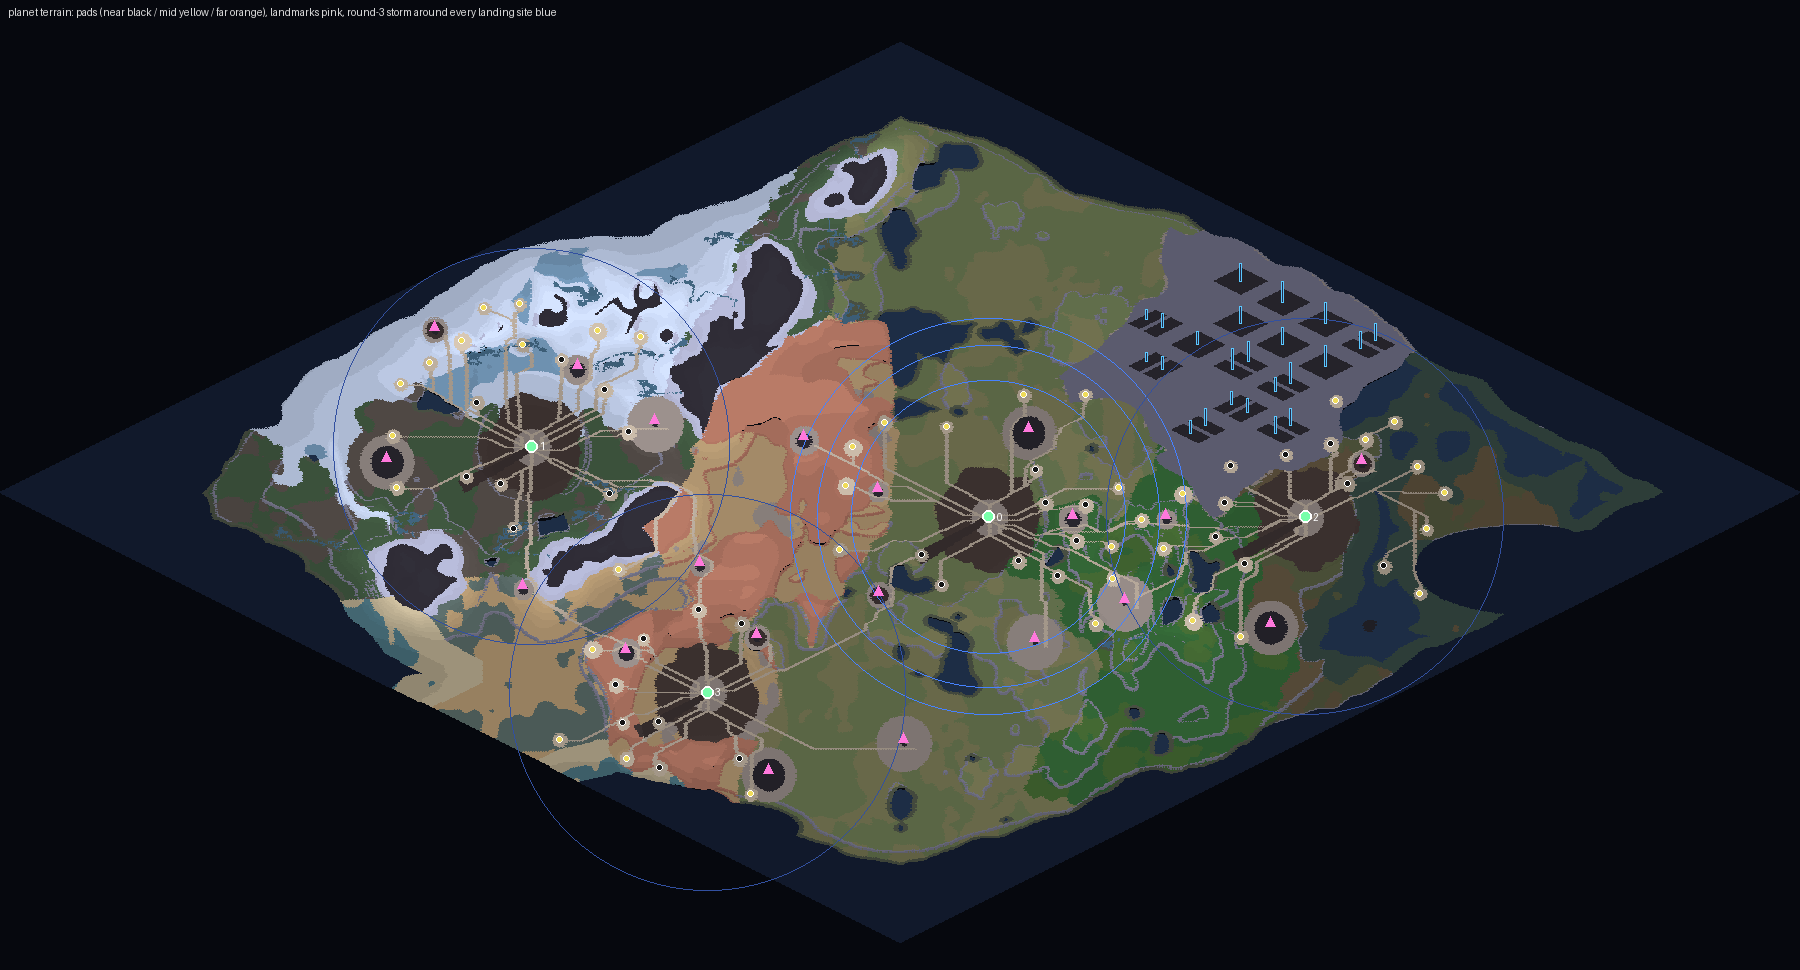 planet terrain: pads (near black / mid yellow / far orange), landmarks pink, round-3 storm around every landing site blue
1
0
2
3